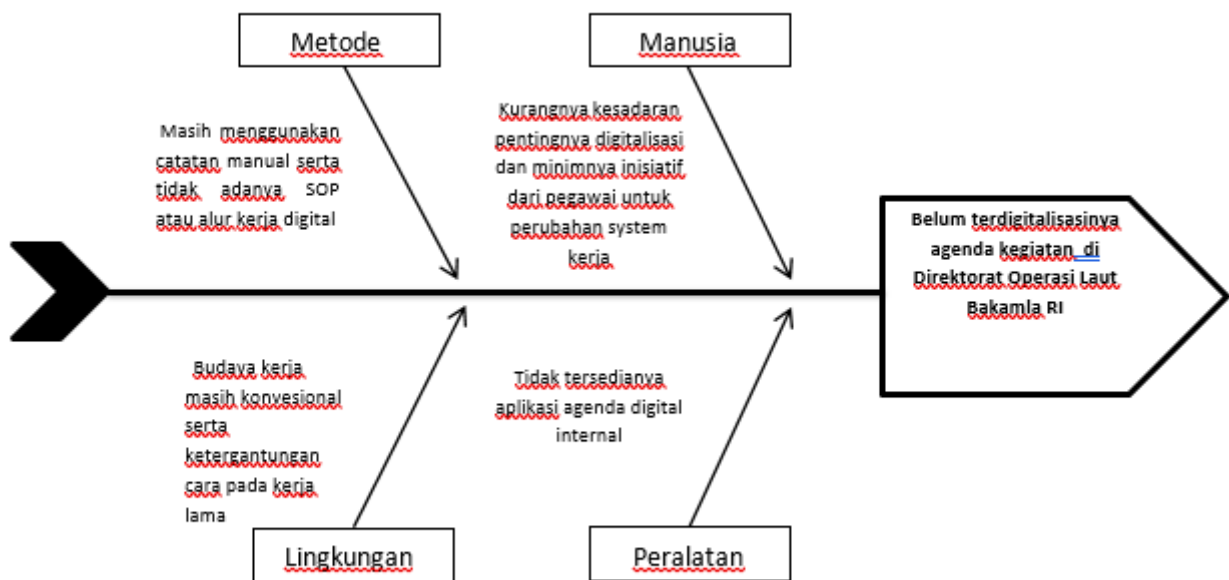 Metode
Manusia
Masih menggunakan
catatan manual serta
tidak adanya SOP
atau alur kerja digital
Kurangnya kesadaran
pentingnya digitalisasi
dan minimnya inisiatif
dari pegawai untuk
perubahan system
kerja
Belum terdigitalisasinya
agenda kegiatan di
Direktorat Operasi Laut
Bakamla RI
Budaya kerja
masih konvesional
serta
ketergantungan
cara pada kerja
lama
Tidak tersedianya
aplikasi agenda digital
internal
Lingkungan
Peralatan